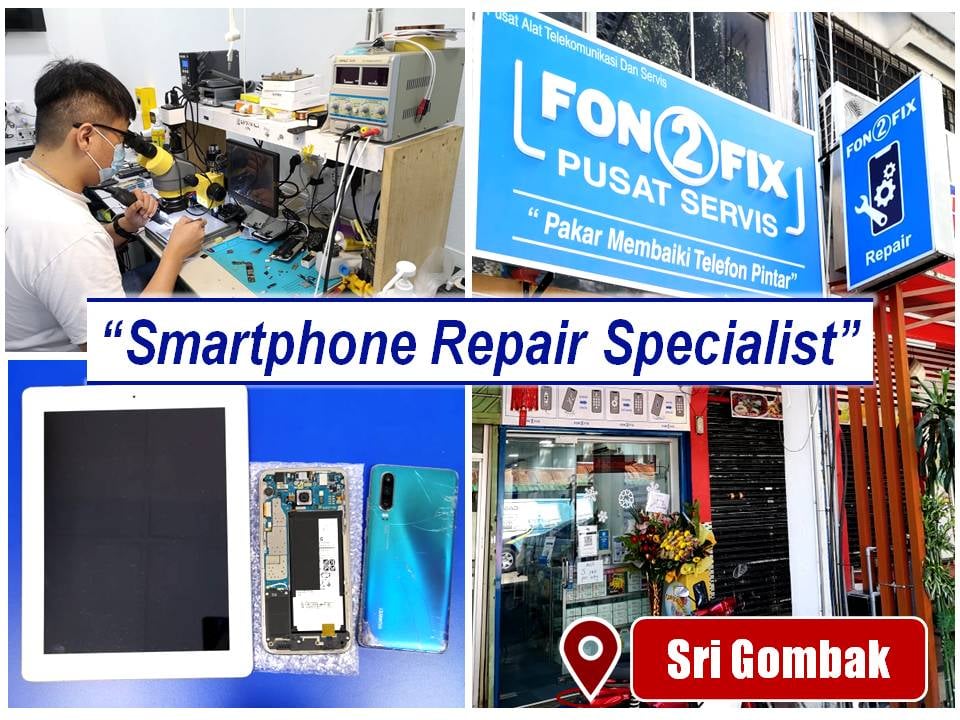 Pusat Alat Telekomunikasi Dan Servis
FON2FIX
PUSAT SERVIS
“ Pakar Membaiki Telefon Pintar”
FON2FIX
Repair
“Smartphone Repair Specialist”
HUAWEI
Sri Gombak